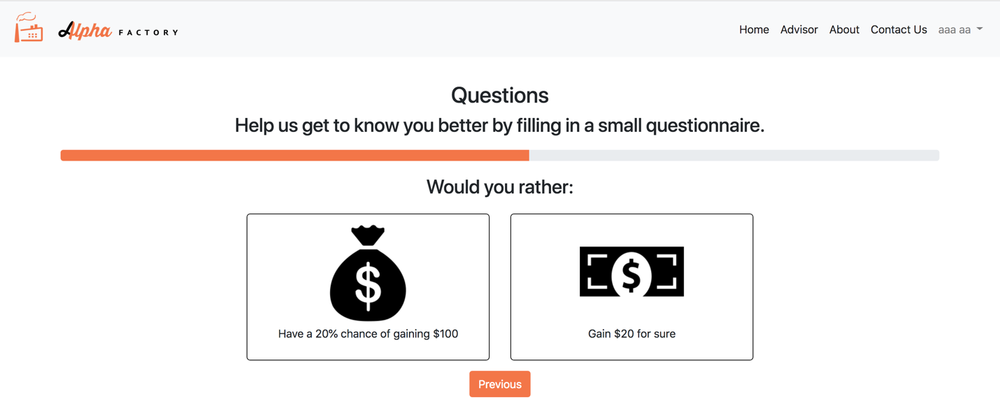 Alpha FACTORY
Home Advisor About Contact Us aaa aa
Questions
Help us get to know you better by filling in a small questionnaire.
Would you rather:
$ $
Have a 20% chance of gaining $100 Gain $20 for sure
Previous